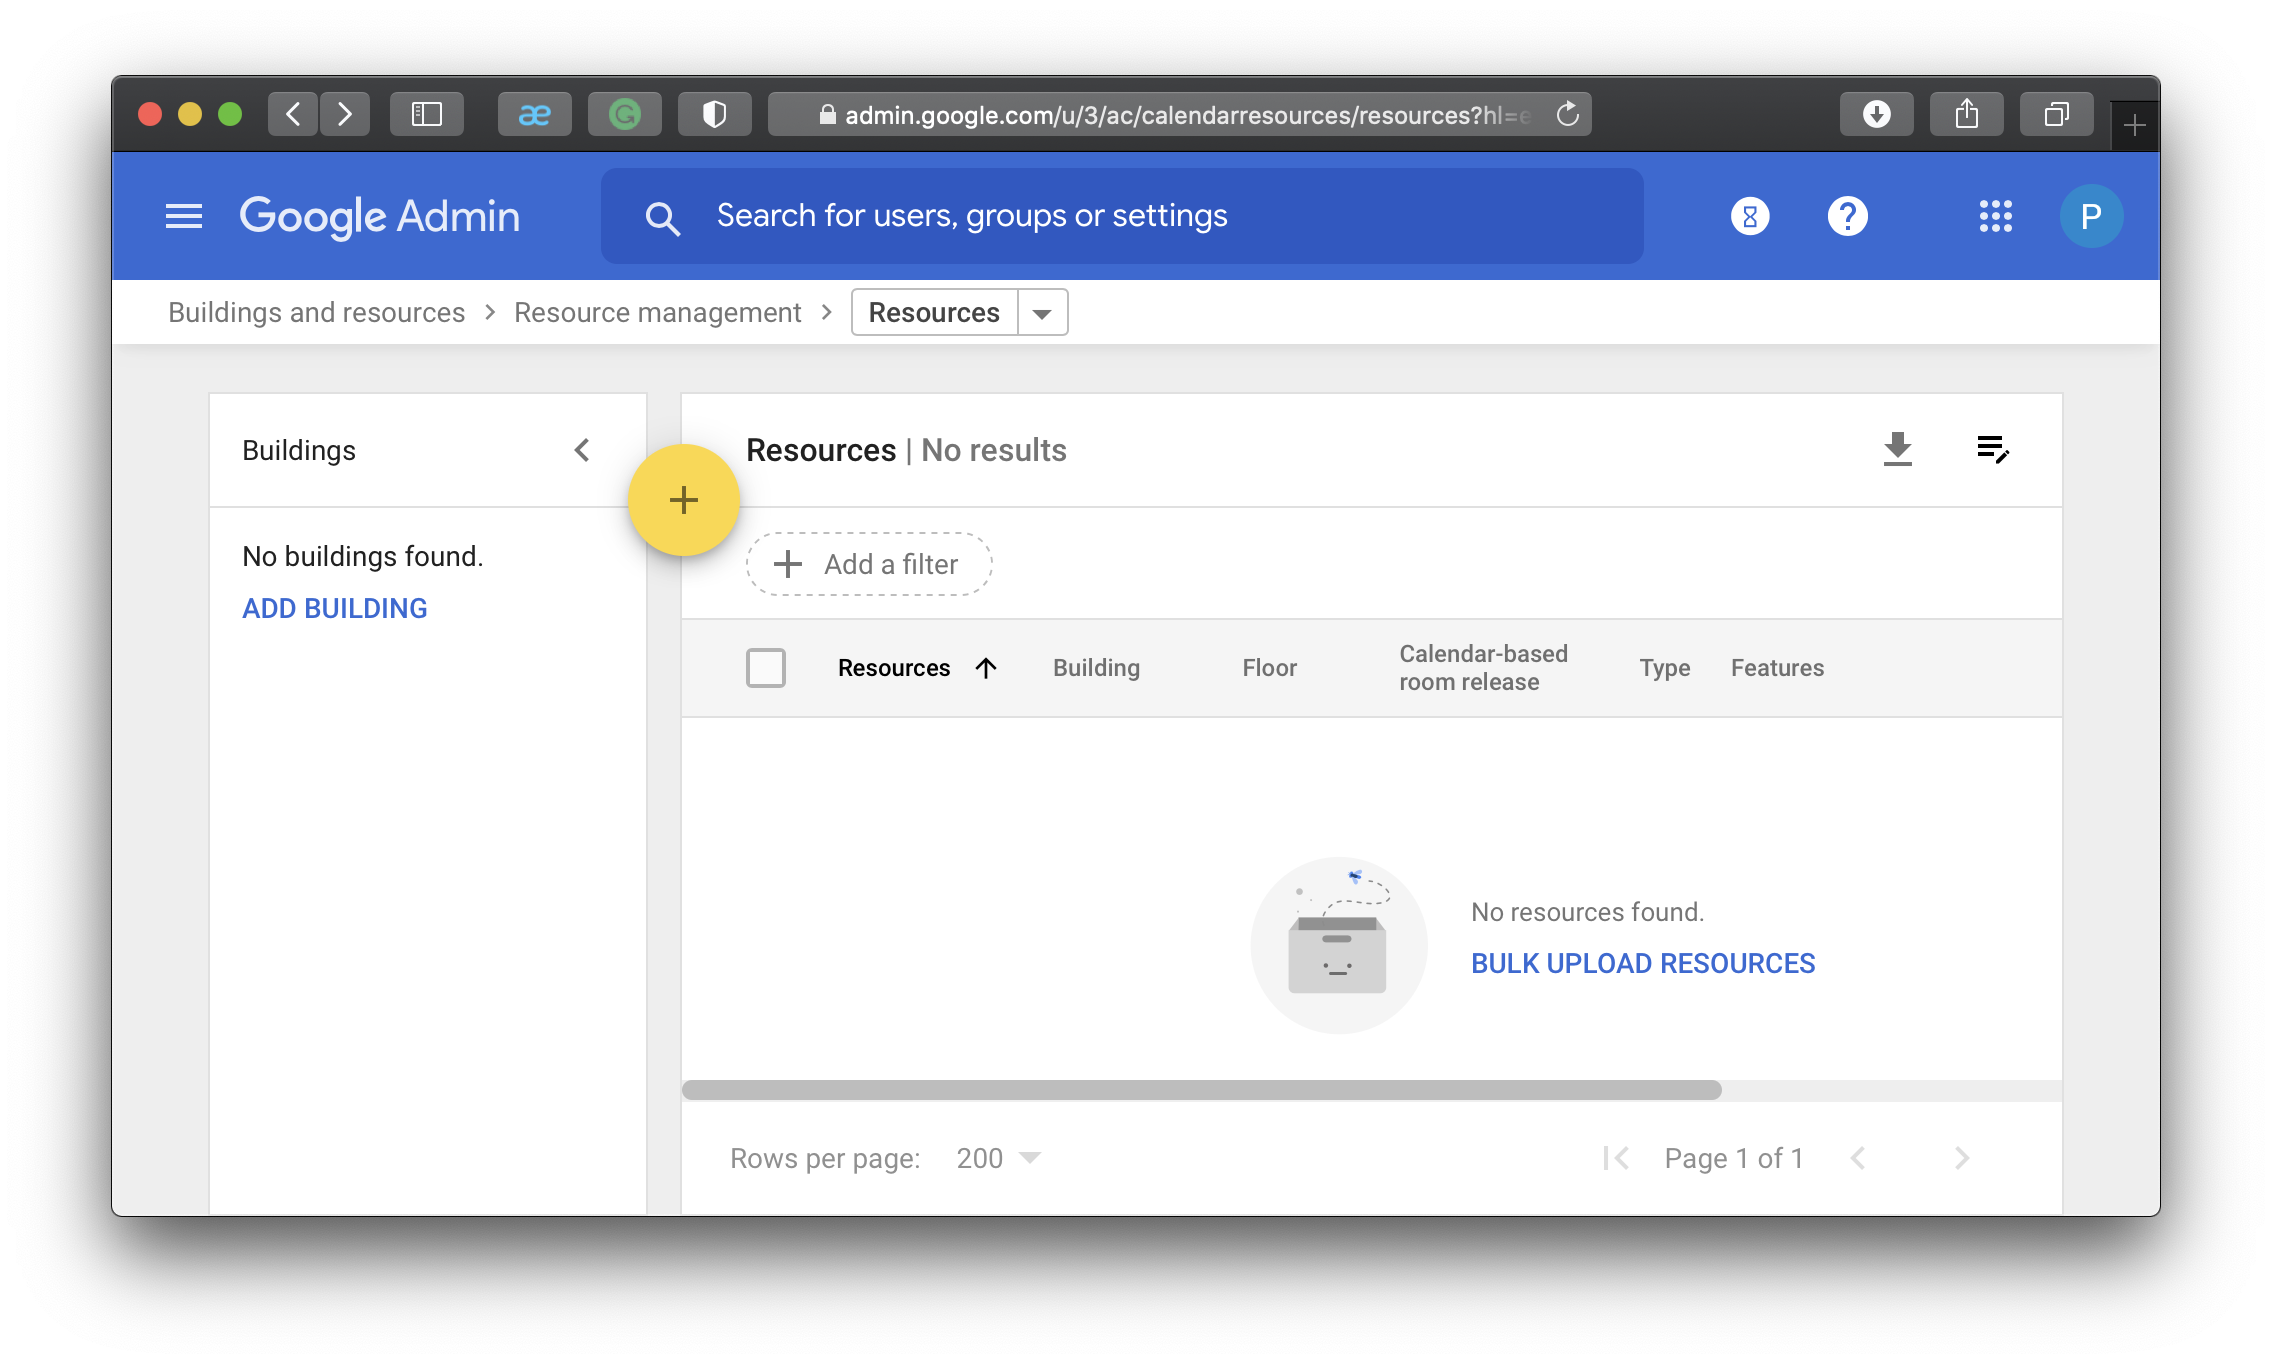 æ
admin.google.com/u/3/ac/calendarresources/resources?hl=e
Google Admin
Search for users, groups or settings
P
Buildings and resources > Resource management > Resources
Buildings
No buildings found.
ADD BUILDING
Resources | No results
Add a filter
Resources Building Floor Calendar-based room release Type Features
No resources found.
BULK UPLOAD RESOURCES
Rows per page: 200
Page 1 of 1